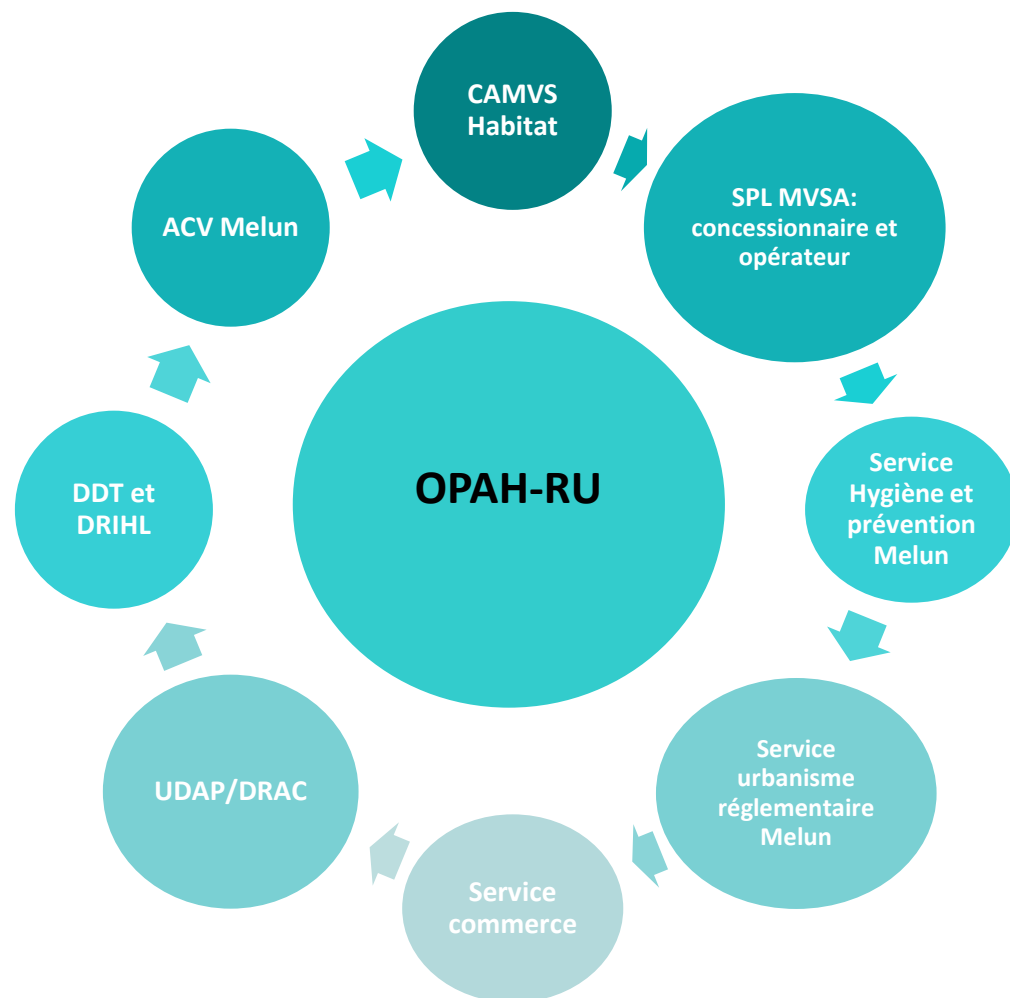 CAMVS
Habitat
SPL MVSA:
concessionnaire et
opérateur
Service
Hygiène et
prévention
Melun
Service
urbanisme
réglementaire
Melun
Service
commerce
UDAP/DRAC
DDT et
DRIHL
ACV Melun
OPAH-RU